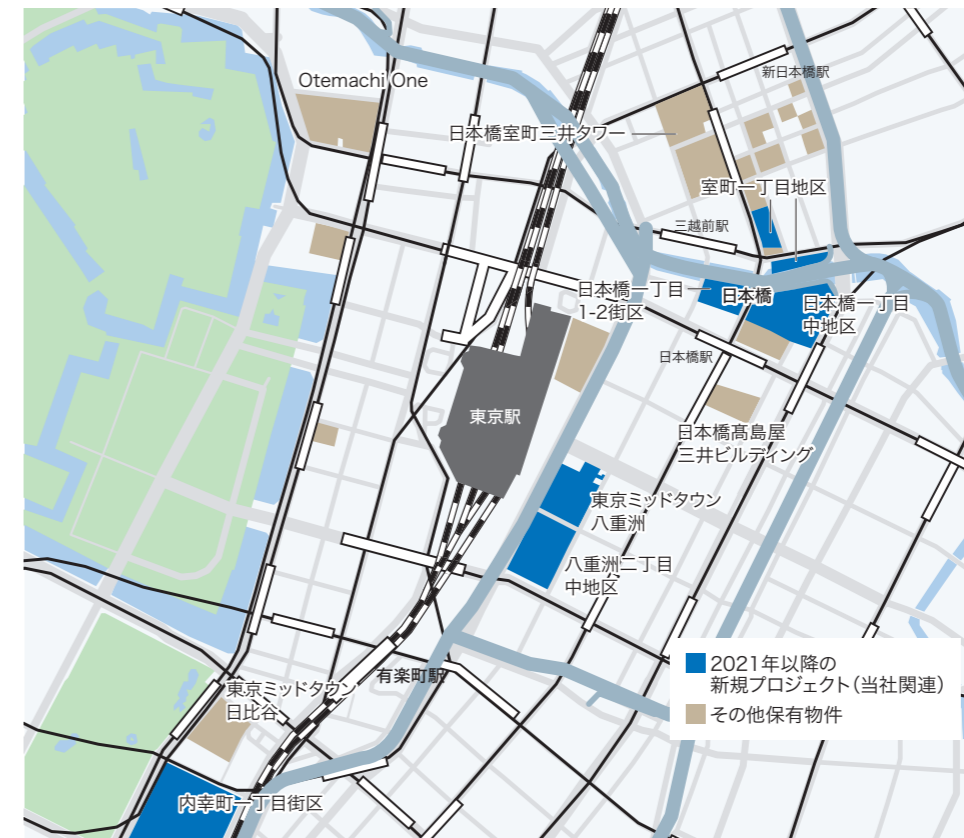 Otemachi One
新日本橋駅
日本橋室町三井タワー
室町一丁目地区
三越前駅
日本橋一丁目
1-2街区
日本橋
日本橋一丁目
中地区
日本橋駅
東京駅
日本橋髙島屋
三井ビルディング
東京ミッドタウン
八重洲
八重洲二丁目
中地区
有楽町駅
東京ミッドタウン
日比谷
内幸町一丁目街区
2021年以降の
新規プロジェクト（当社関連）
その他保有物件